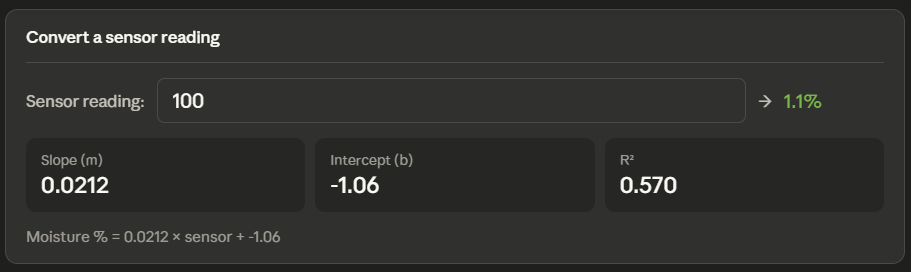 Convert a sensor reading
Sensor reading: 100 → 1.1%
Slope (m) Intercept (b) R²
0.0212 -1.06 0.570
Moisture % = 0.0212 × sensor + -1.06